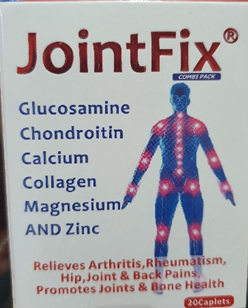 JointFix®
COMBI PACK
Glucosamine
Chondroitin
Calcium
Collagen
Magnesium
AND Zinc
Relieves Arthritis,Rheumatism,
Hip,Joint & Back Pains,
Promotes Joints & Bone Health
20Caplets